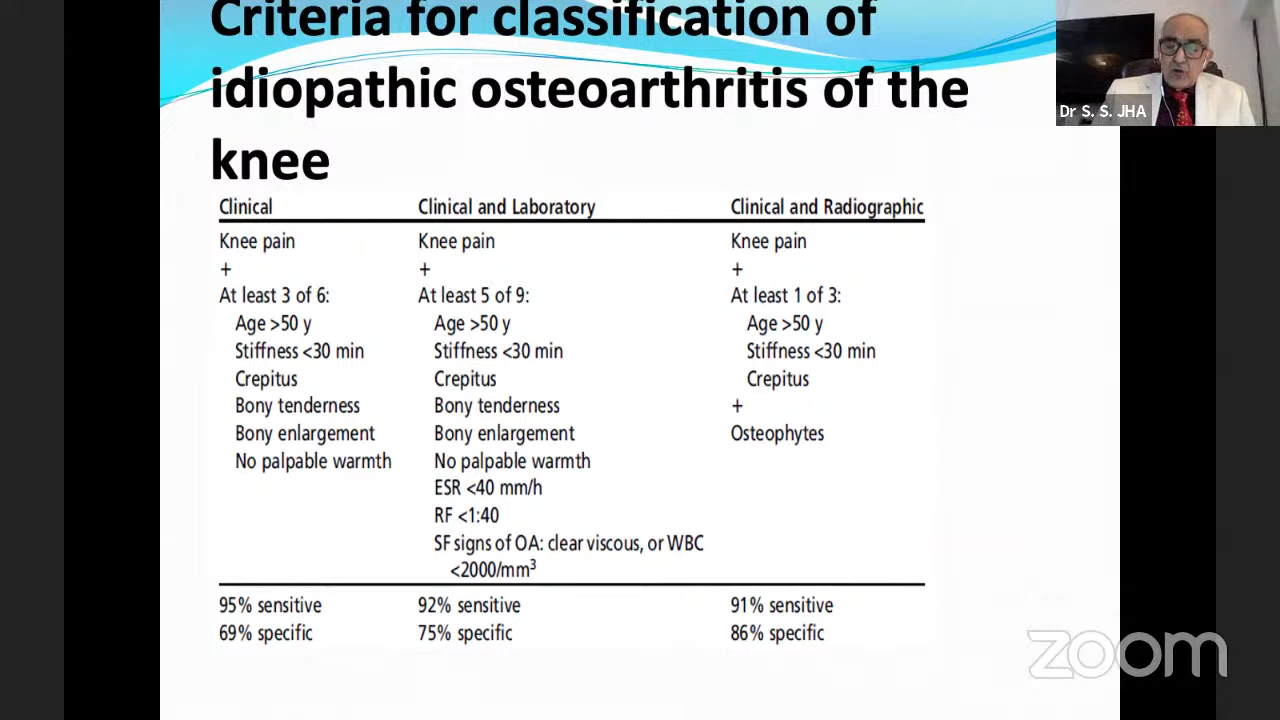 Criteria for classification of
idiopathic osteoarthritis of the
knee
Dr S. S. JHA
Clinical
Knee pain
+
At least 3 of 6:
Age >50 y
Stiffness <30 min
Crepitus
Bony tenderness
Bony enlargement
No palpable warmth
95% sensitive
69% specific
Clinical and Laboratory
Knee pain
+
At least 5 of 9:
Age >50 y
Stiffness <30 min
Crepitus
Bony tenderness
Bony enlargement
No palpable warmth
ESR <40 mm/h
RF <1:40
SF signs of OA: clear viscous, or WBC
<2000/mm³
92% sensitive
75% specific
Clinical and Radiographic
Knee pain
+
At least 1 of 3:
Age >50 y
Stiffness <30 min
Crepitus
+
Osteophytes
91% sensitive
86% specific
zoom